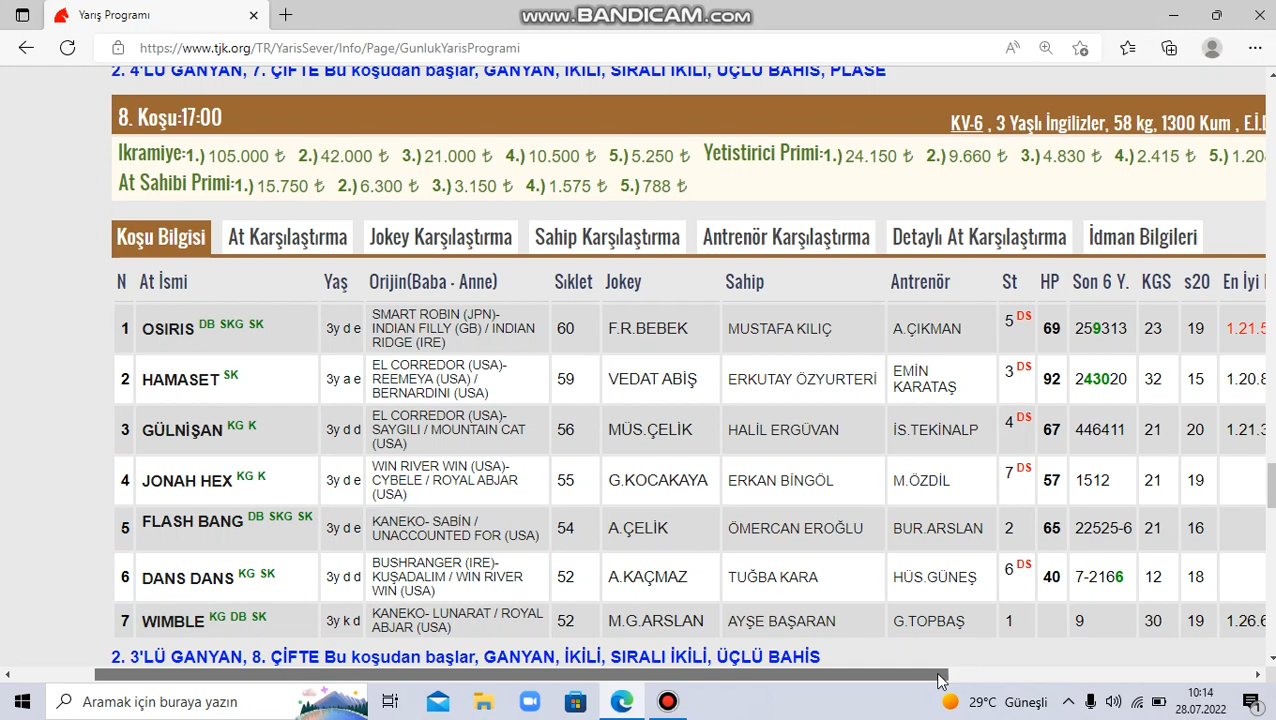 Yarış Programı
www.BANDICAM.com
https://www.tjk.org/TR/YarisSever/Info/Page/GunlukYarisProgrami
2. 4'LÜ GANYAN, 7. ÇİFTE Bu koşudan başlar, GANYAN, İKİLİ, SIRALI İKİLİ, ÜÇLÜ BAHİS, PLASE
8. Koşu:17:00
KV-6 , 3 Yaşlı İngilizler, 58 kg, 1300 Kum , E.İ.D
Ikramiye:1.) 105.000 ₺ 2.) 42.000 ₺ 3.) 21.000 ₺ 4.) 10.500 ₺ 5.) 5.250 ₺ Yetistirici Primi:1.) 24.150 ₺ 2.) 9.660 ₺ 3.) 4.830 ₺ 4.) 2.415 ₺ 5.) 1.20
At Sahibi Primi:1.) 15.750 ₺ 2.) 6.300 ₺ 3.) 3.150 ₺ 4.) 1.575 ₺ 5.) 788 ₺
Koşu Bilgisi At Karşılaştırma Jokey Karşılaştırma Sahip Karşılaştırma Antrenör Karşılaştırma Detaylı At Karşılaştırma İdman Bilgileri
N At İsmi Yaş Orijin(Baba - Anne) Sıklet Jokey Sahip Antrenör St HP Son 6 Y. KGS s20 En İyi
1 OSIRIS DB SKG SK 3y d e SMART ROBIN (JPN)- INDIAN FILLY (GB) / INDIAN RIDGE (IRE) 60 F.R.BEBEK MUSTAFA KILIÇ A.ÇIKMAN 5 DS 69 259313 23 19 1.21.5
2 HAMASET SK 3y a e EL CORREDOR (USA)- REEMEYA (USA) / BERNARDINI (USA) 59 VEDAT ABİŞ ERKUTAY ÖZYURTERİ EMİN KARATAŞ 3 DS 92 243020 32 15 1.20.8
3 GÜLNİŞAN KG K 3y d d EL CORREDOR (USA)- SAYGILI / MOUNTAIN CAT (USA) 56 MÜS.ÇELİK HALİL ERGÜVAN İS.TEKİNALP 4 DS 67 446411 21 20 1.21.3
4 JONAH HEX KG K 3y d e WIN RIVER WIN (USA)- CYBELE / ROYAL ABJAR (USA) 55 G.KOCAKAYA ERKAN BİNGÖL M.ÖZDİL 7 DS 57 1512 21 19
5 FLASH BANG DB SKG SK 3y d e KANEKO- SABİN / UNACCOUNTED FOR (USA) 54 A.ÇELİK ÖMERCAN EROĞLU BUR.ARSLAN 2 65 22525-6 21 16
6 DANS DANS KG SK 3y d d BUSHRANGER (IRE)- KUŞADALIM / WIN RIVER WIN (USA) 52 A.KAÇMAZ TUĞBA KARA HÜS.GÜNEŞ 6 DS 40 7-2166 12 18
7 WIMBLE KG DB SK 3y k d KANEKO- LUNARAT / ROYAL ABJAR (USA) 52 M.G.ARSLAN AYŞE BAŞARAN G.TOPBAŞ 1 9 30 19 1.26.6
2. 3'LÜ GANYAN, 8. ÇİFTE Bu koşudan başlar, GANYAN, İKİLİ, SIRALI İKİLİ, ÜÇLÜ BAHİS
Aramak için buraya yazın
29°C Güneşli
10:14
28.07.2022
1